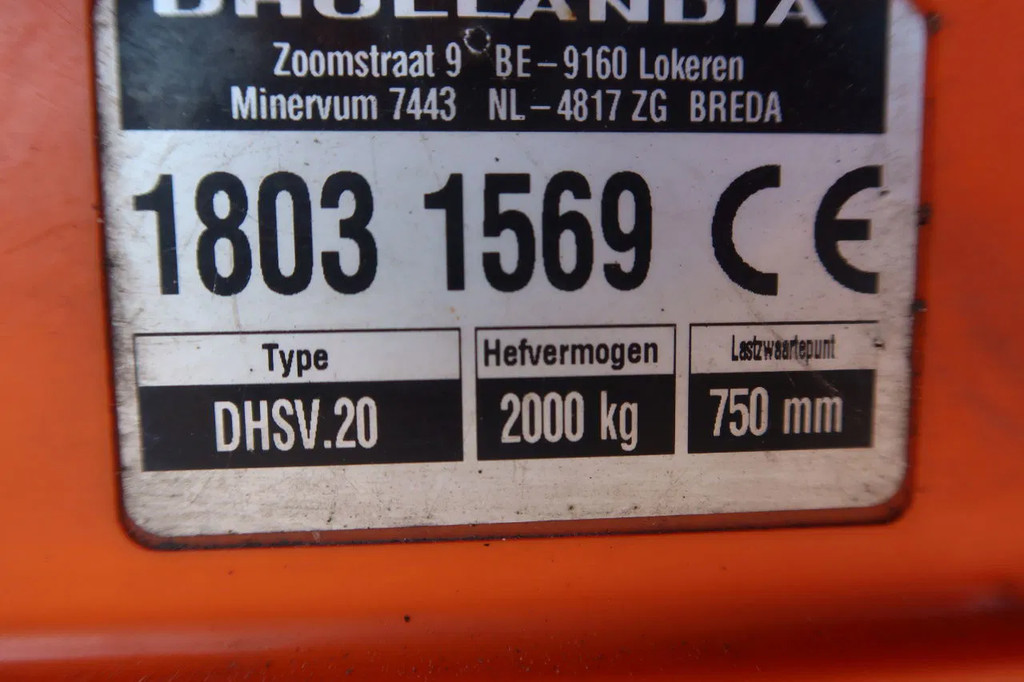 DHOLLANDIA
Zoomstraat 9 BE-9160 Lokeren
Minervum 7443 NL-4817 ZG BREDA
1803 1569 CE
Type Hefvermogen Lastzwaartepunt
DHSV.20 2000 kg 750 mm